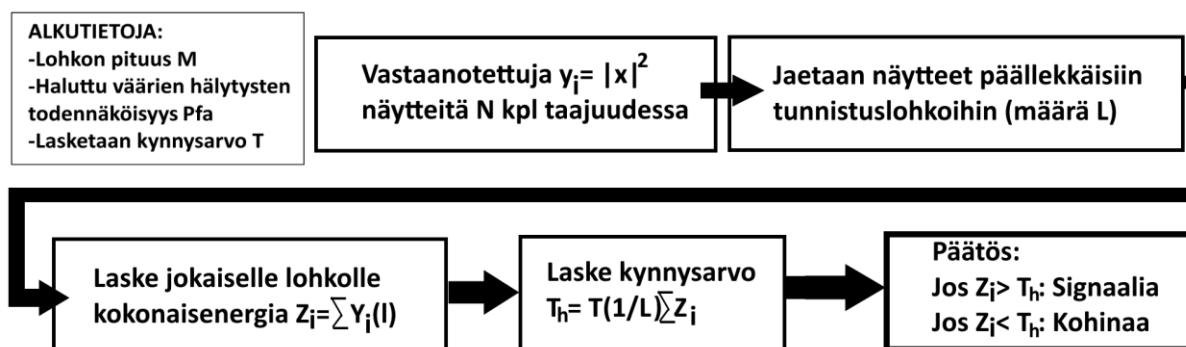 ALKUTIETOJA:
-Lohkon pituus M
-Haluttu väärien hälytysten
todennäköisyys Pfa
-Lasketaan kynnysarvo T
Vastaanotettuja yᵢ= |x|²
näytteitä N kpl taajuudessa
Jaetaan näytteet päällekkäisiin
tunnistuslohkoihin (määrä L)
Laske jokaiselle lohkolle
kokonaisenergia Zᵢ=∑Yᵢ(l)
Laske kynnysarvo
Tₕ= T(1/L)∑Zᵢ
Päätös:
Jos Zᵢ> Tₕ: Signaalia
Jos Zᵢ< Tₕ: Kohinaa